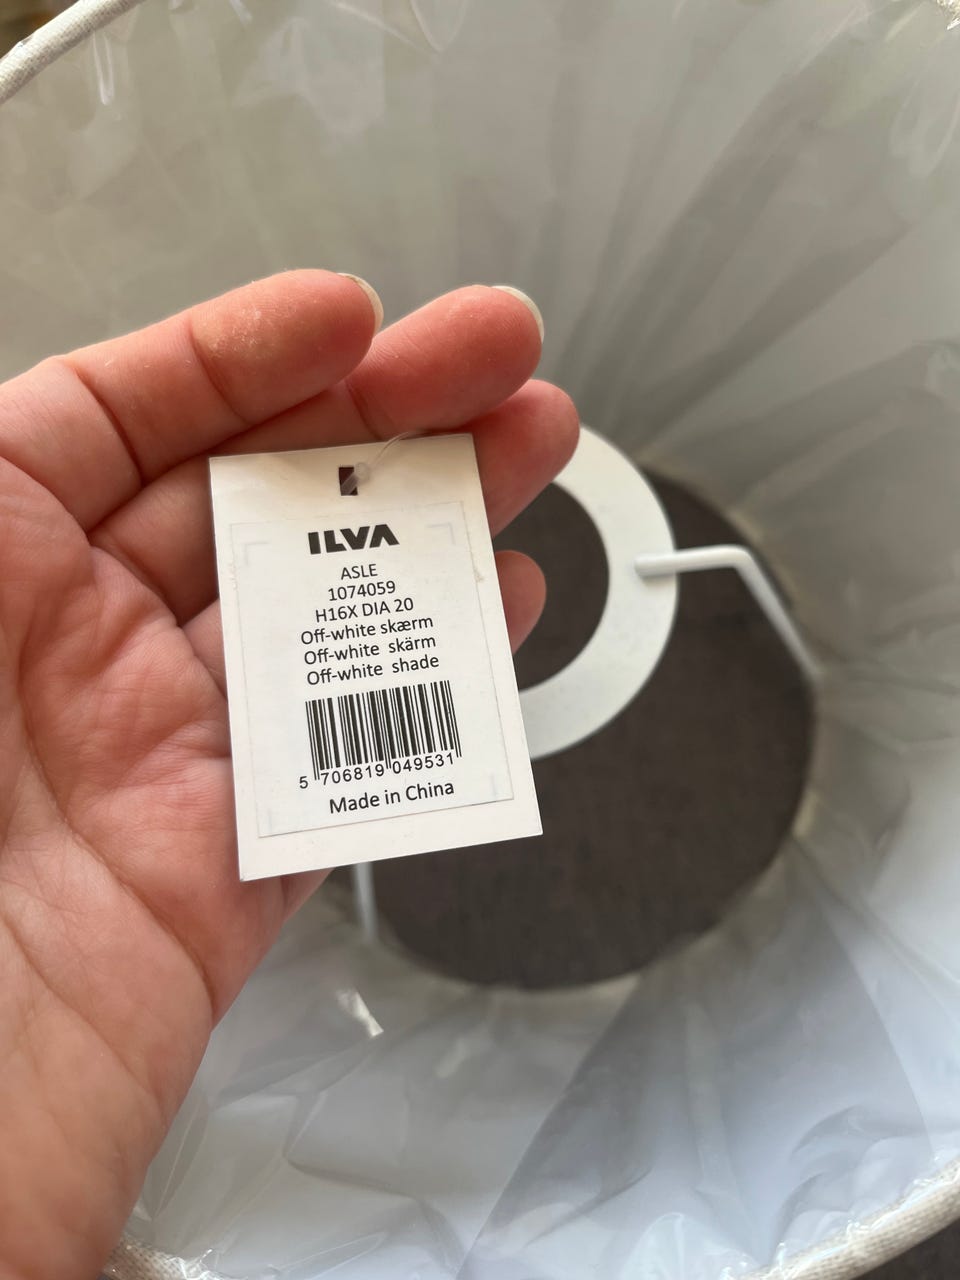 ILVA
ASLE
1074059
H16X DIA 20
Off-white skærm
Off-white skärm
Off-white shade
5 706819 049531
Made in China